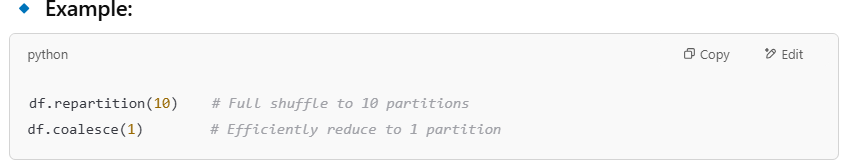 Example:
python
Copy
Edit
df.repartition(10)    # Full shuffle to 10 partitions
df.coalesce(1)        # Efficiently reduce to 1 partition